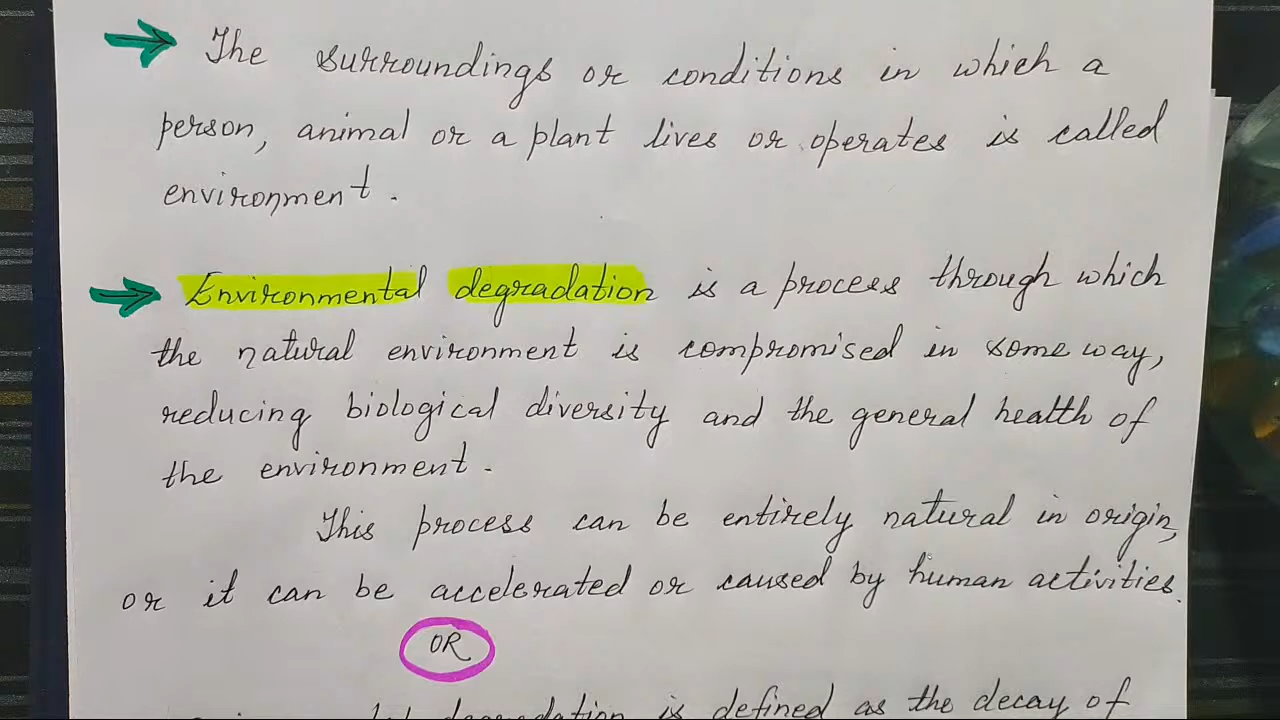 The surroundings or conditions in which a
person, animal or a plant lives or operates is called
environment.
Environmental degradation is a process through which
the natural environment is compromised in some way,
reducing biological diversity and the general health of
the environment.
This process can be entirely natural in origin,
or it can be accelerated or caused by human activities.
OR
degradation is defined as the decay of